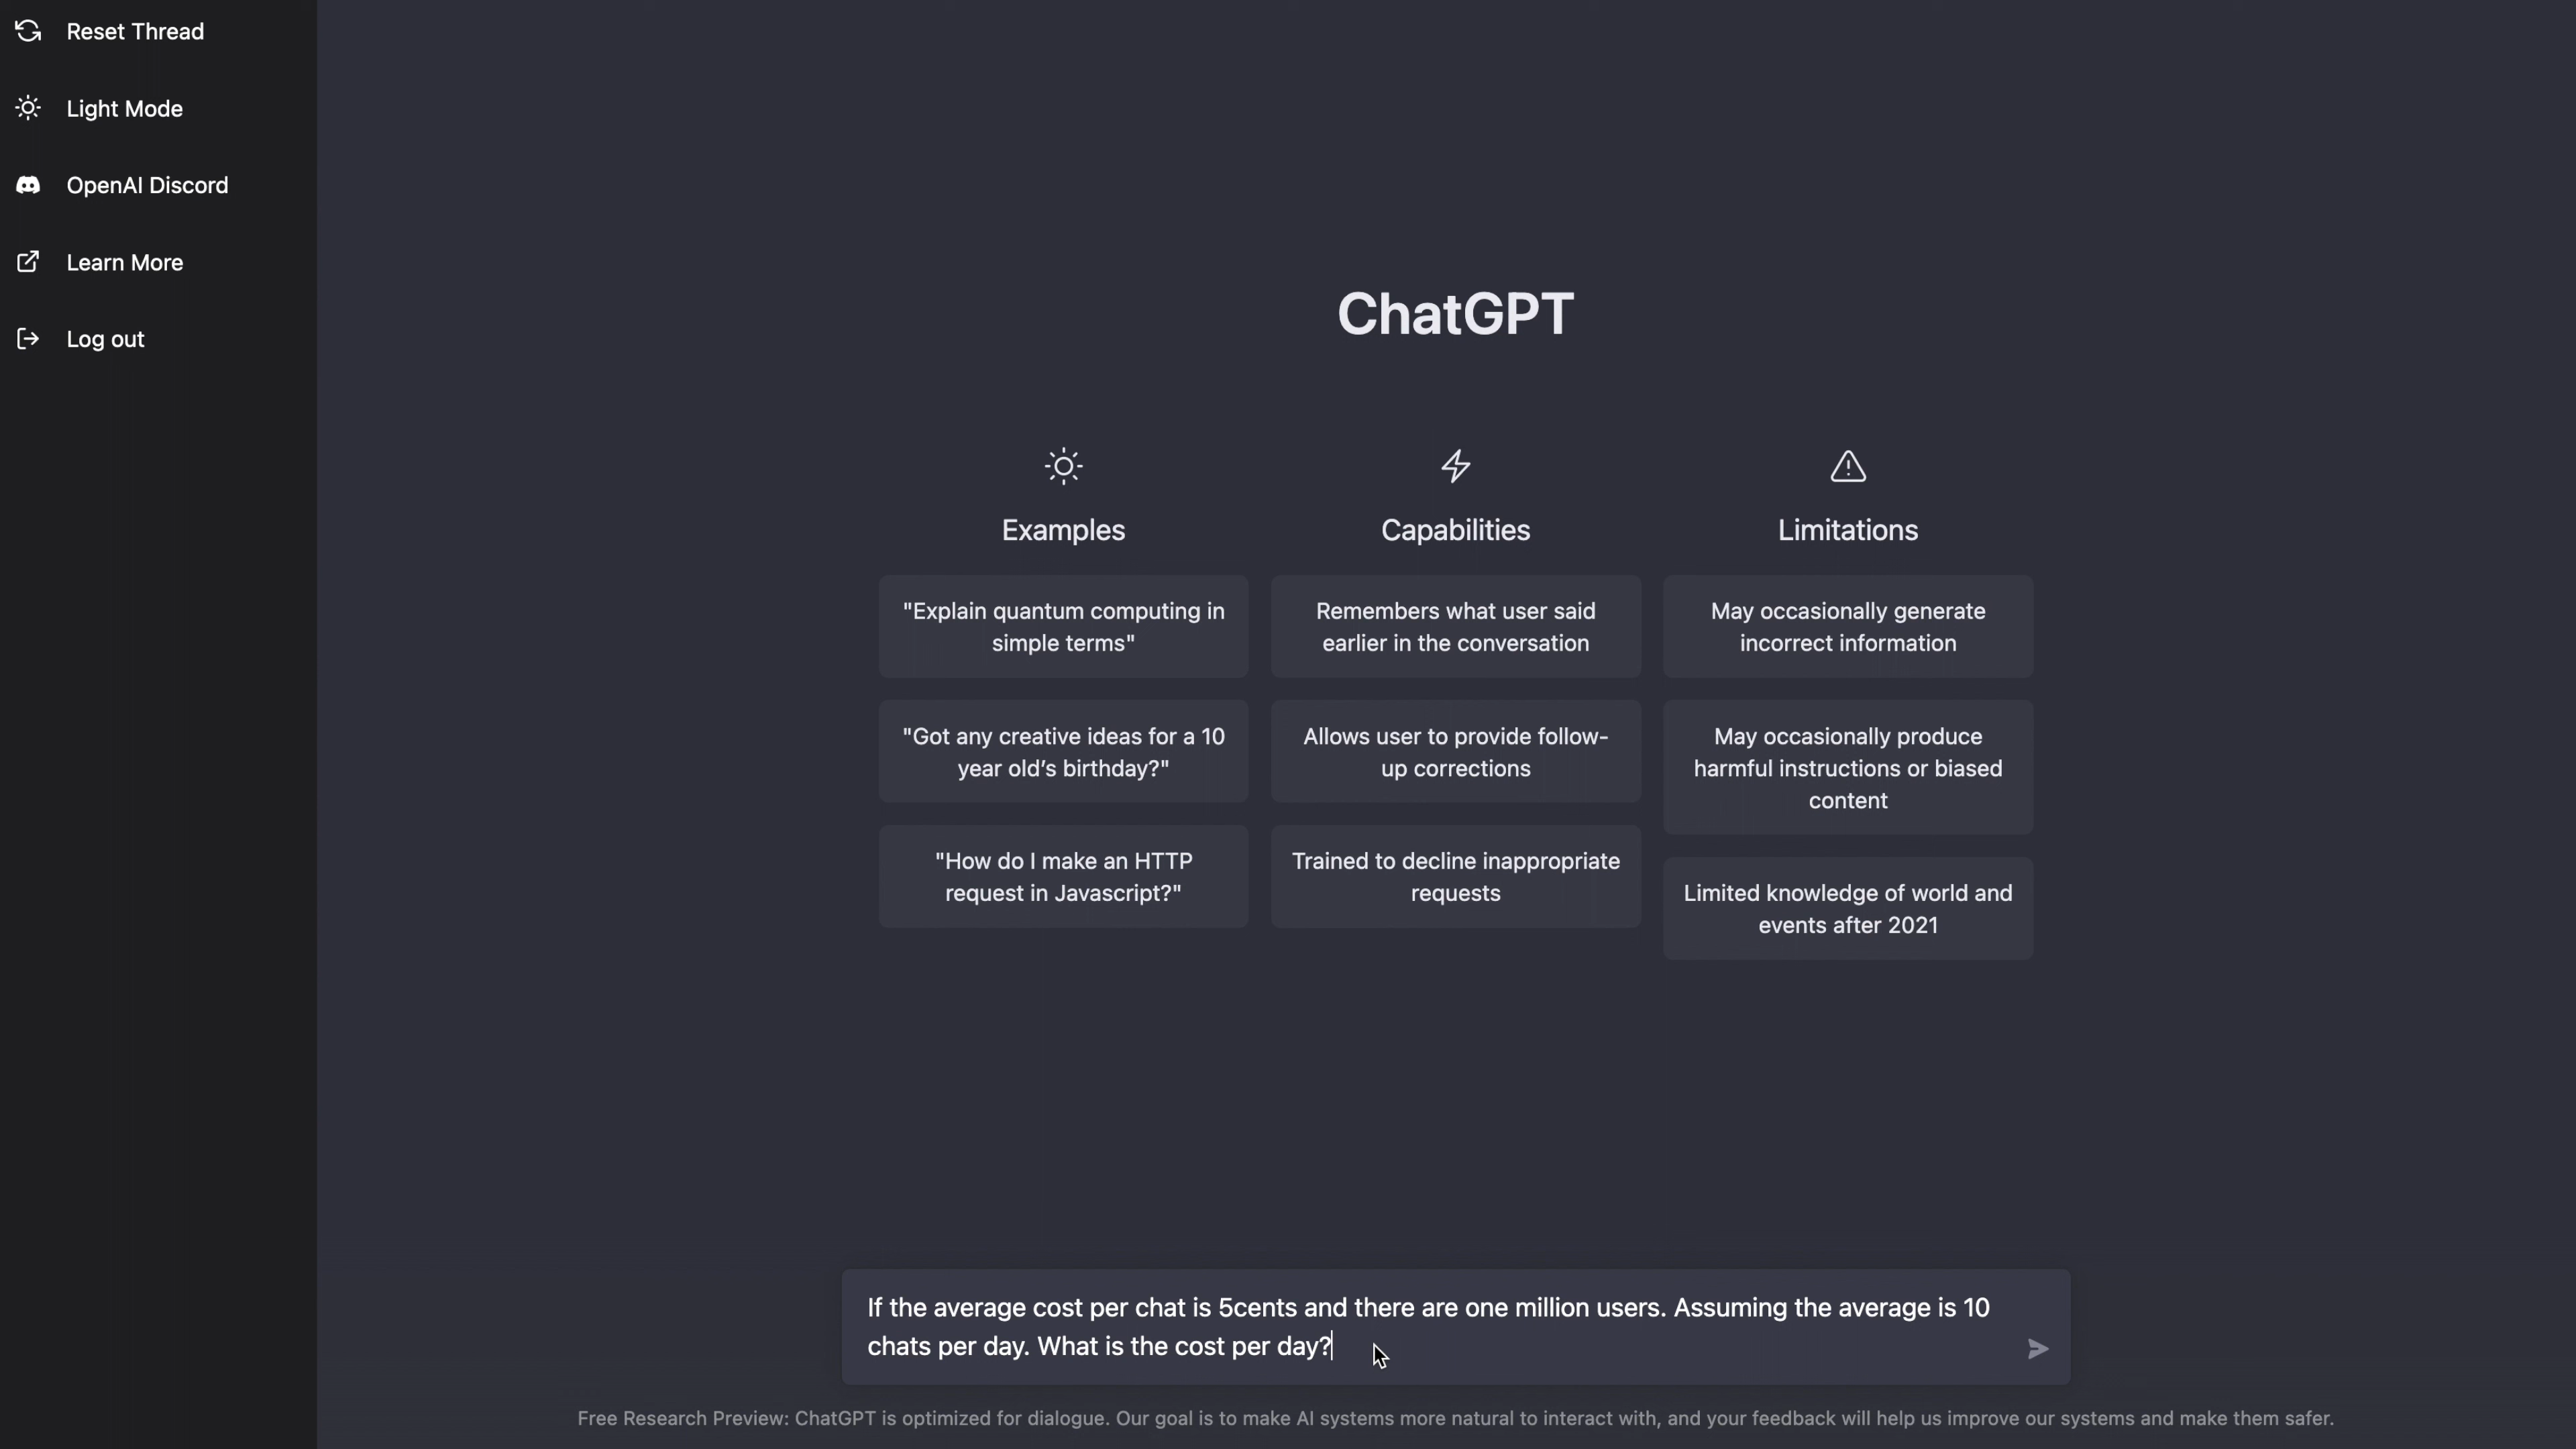 Reset Thread
Light Mode
OpenAI Discord
Learn More
Log out
ChatGPT
Examples
"Explain quantum computing in
simple terms"
"Got any creative ideas for a 10
year old's birthday?"
"How do I make an HTTP
request in Javascript?"
Capabilities
Remembers what user said
earlier in the conversation
Allows user to provide follow-
up corrections
Trained to decline inappropriate
requests
Limitations
May occasionally generate
incorrect information
May occasionally produce
harmful instructions or biased
content
Limited knowledge of world and
events after 2021
If the average cost per chat is 5cents and there are one million users. Assuming the average is 10
chats per day. What is the cost per day?
Free Research Preview: ChatGPT is optimized for dialogue. Our goal is to make AI systems more natural to interact with, and your feedback will help us improve our systems and make them safer.